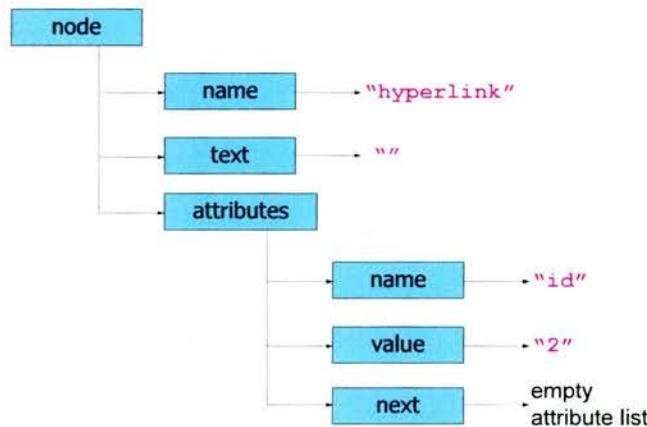 node
name
“hyperlink”
text
“”
attributes
name
“id”
value
“2”
next
empty
attribute list